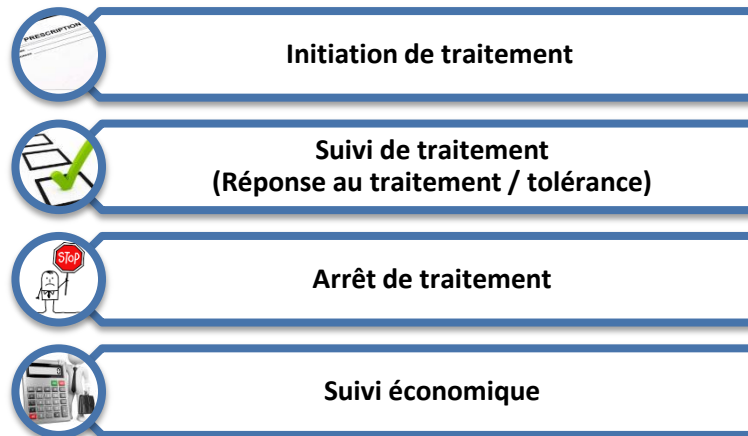 PRESCRIPTION
Initiation de traitement
Suivi de traitement
(Réponse au traitement / tolérance)
STOP
Arrêt de traitement
Suivi économique